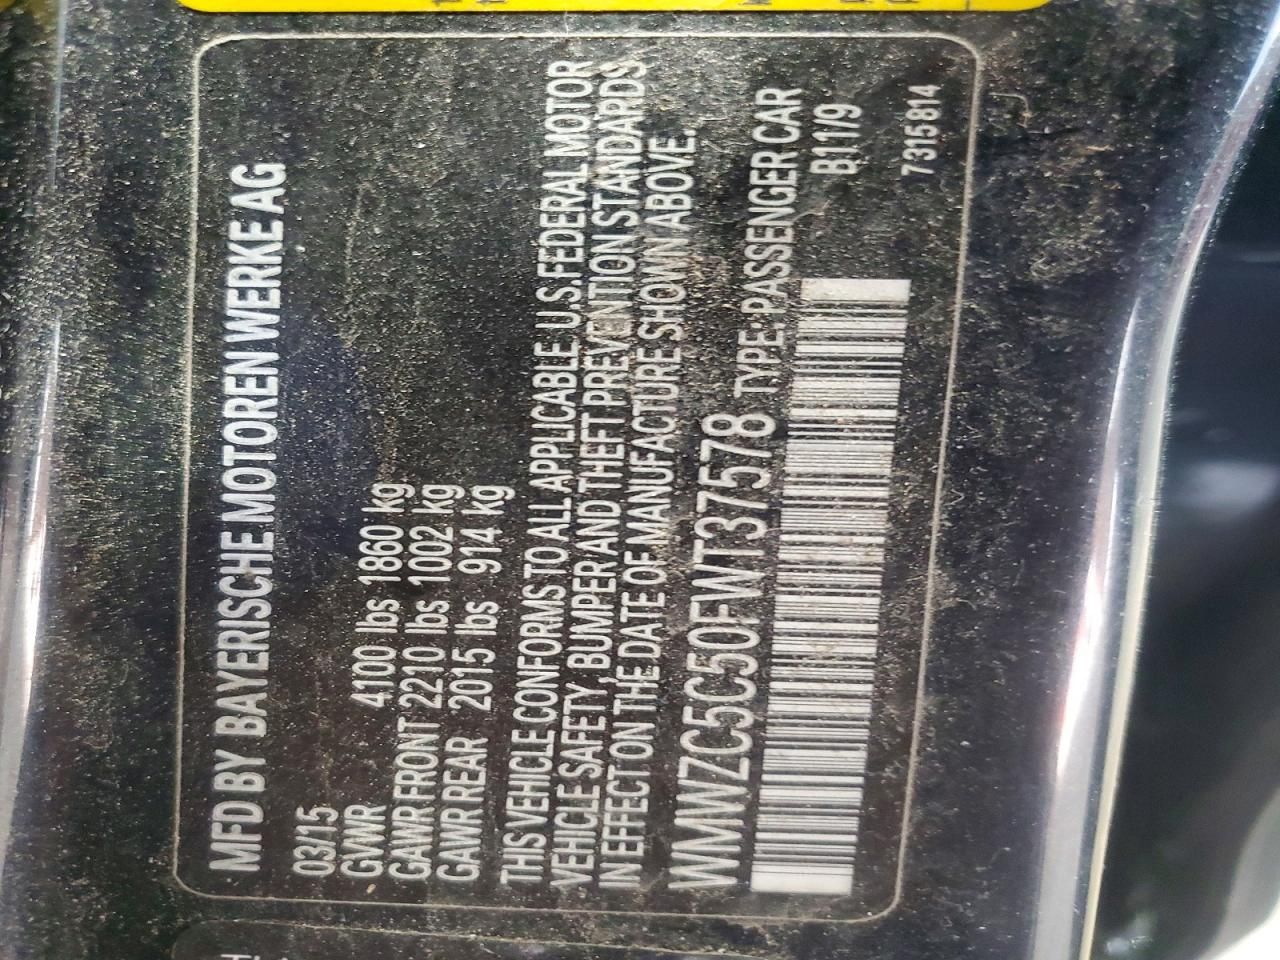 MFD BY BAYERISCHE MOTOREN WERKE AG
03/15
GVWR 4100 lbs 1860 kg
GAWR FRONT 2210 lbs 1002 kg
GAWR REAR 2015 lbs 914 kg
THIS VEHICLE CONFORMS TO ALL APPLICABLE U.S. FEDERAL MOTOR
VEHICLE SAFETY, BUMPER AND THEFT PREVENTION STANDARDS
IN EFFECT ON THE DATE OF MANUFACTURE SHOWN ABOVE.
WMWZC5C50FWT37578 TYPE: PASSENGER CAR
B11/9
7315814